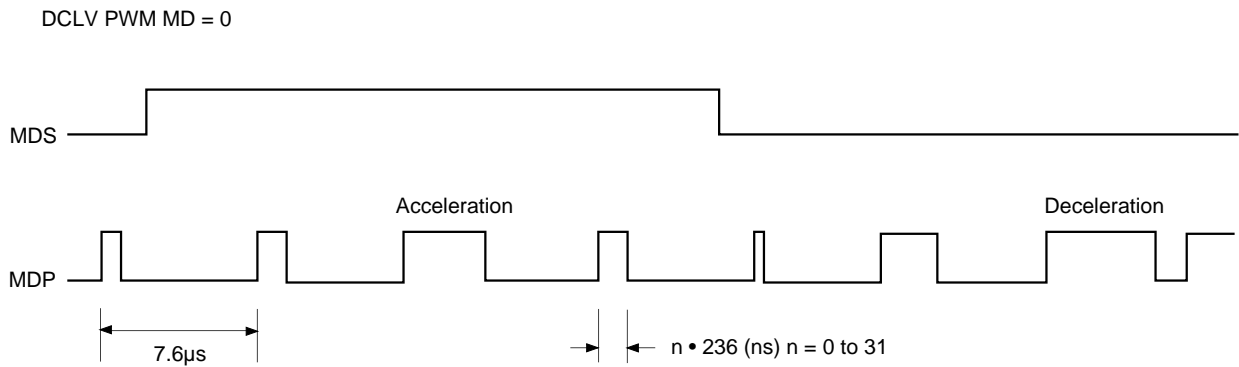 DCLV PWM MD = 0
MDS
Acceleration
Deceleration
MDP
7.6µs
n • 236 (ns) n = 0 to 31